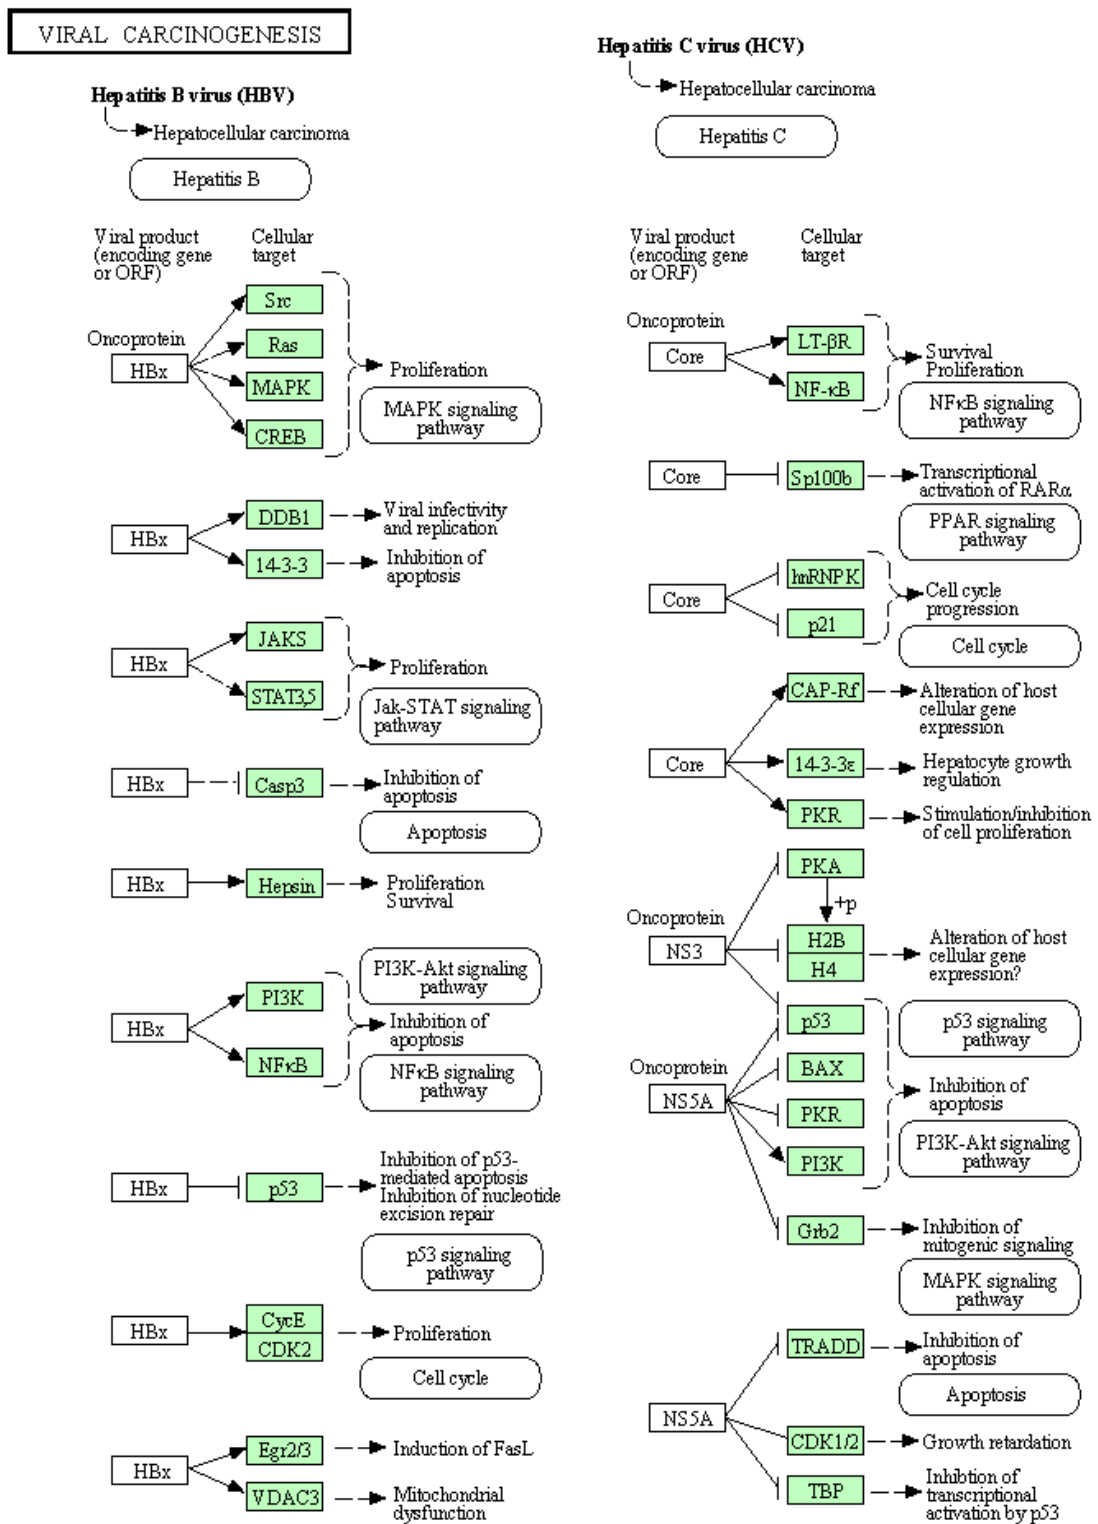 VIRAL CARCINOGENESIS
Hepatitis B virus (HBV)
Hepatocellular carcinoma
Hepatitis B
Viral product
(encoding gene
or ORF)
Cellular
target
Oncoprotein
HBx
Src
Ras
MAPK
CREB
Proliferation
MAPK signaling
pathway
HBx
DDB1
Viral infectivity
and replication
14-3-3
Inhibition of
apoptosis
HBx
JAKS
STAT3,5
Proliferation
Jak-STAT signaling
pathway
HBx
Casp3
Inhibition of
apoptosis
Apoptosis
HBx
Hepsin
Proliferation
Survival
HBx
PI3K
NFκB
PI3K-Akt signaling
pathway
Inhibition of
apoptosis
NFκB signaling
pathway
HBx
p53
Inhibition of p53-
mediated apoptosis
Inhibition of nucleotide
excision repair
p53 signaling
pathway
HBx
CycE
CDK2
Proliferation
Cell cycle
HBx
Egr2/3
Induction of FasL
VDAC3
Mitochondrial
dysfunction
Hepatitis C virus (HCV)
Hepatocellular carcinoma
Hepatitis C
Viral product
(encoding gene
or ORF)
Cellular
target
Oncoprotein
Core
LT-βR
NF-κB
Survival
Proliferation
NFκB signaling
pathway
Core
Sp100b
Transcriptional
activation of RARα
PPAR signaling
pathway
Core
hnRNPK
p21
Cell cycle
progression
Cell cycle
Core
CAP-Rf
Alteration of host
cellular gene
expression
14-3-3ε
Hepatocyte growth
regulation
PKR
Stimulation/inhibition
of cell proliferation
Oncoprotein
NS3
PKA
+p
H2B
H4
Alteration of host
cellular gene
expression?
Oncoprotein
NS5A
p53
BAX
PKR
PI3K
p53 signaling
pathway
Inhibition of
apoptosis
PI3K-Akt signaling
pathway
Grb2
Inhibition of
mitogenic signaling
MAPK signaling
pathway
NS5A
TRADD
Inhibition of
apoptosis
Apoptosis
CDK1/2
Growth retardation
TBP
Inhibtion of
transcriptional
activation by p53